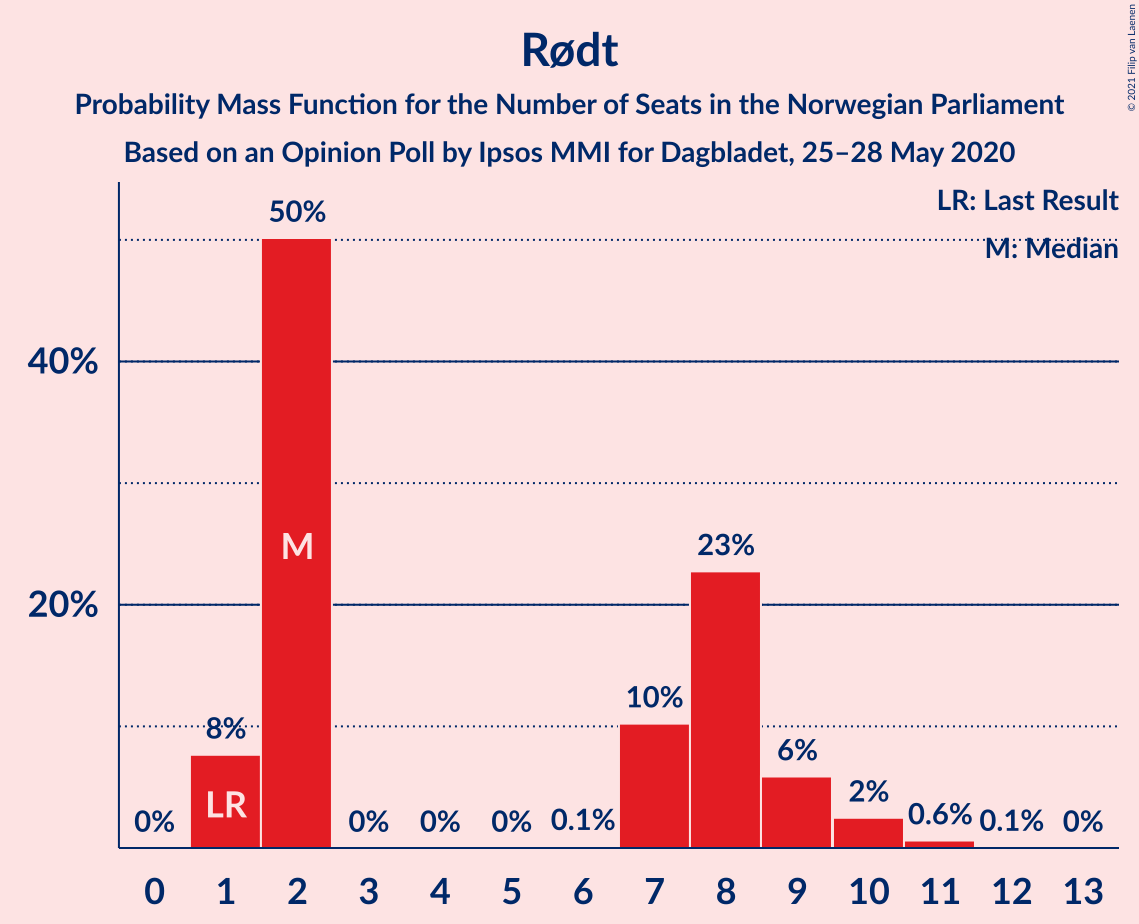 Rødt
Probability Mass Function for the Number of Seats in the Norwegian Parliament
Based on an Opinion Poll by Ipsos MMI for Dagbladet, 25–28 May 2020
© 2021 Filip van Laenen
LR: Last Result
M: Median
40%
20%
0%
8%
LR
50%
M
0%
0%
0%
0.1%
10%
23%
6%
2%
0.6%
0.1%
0%
0 1 2 3 4 5 6 7 8 9 10 11 12 13